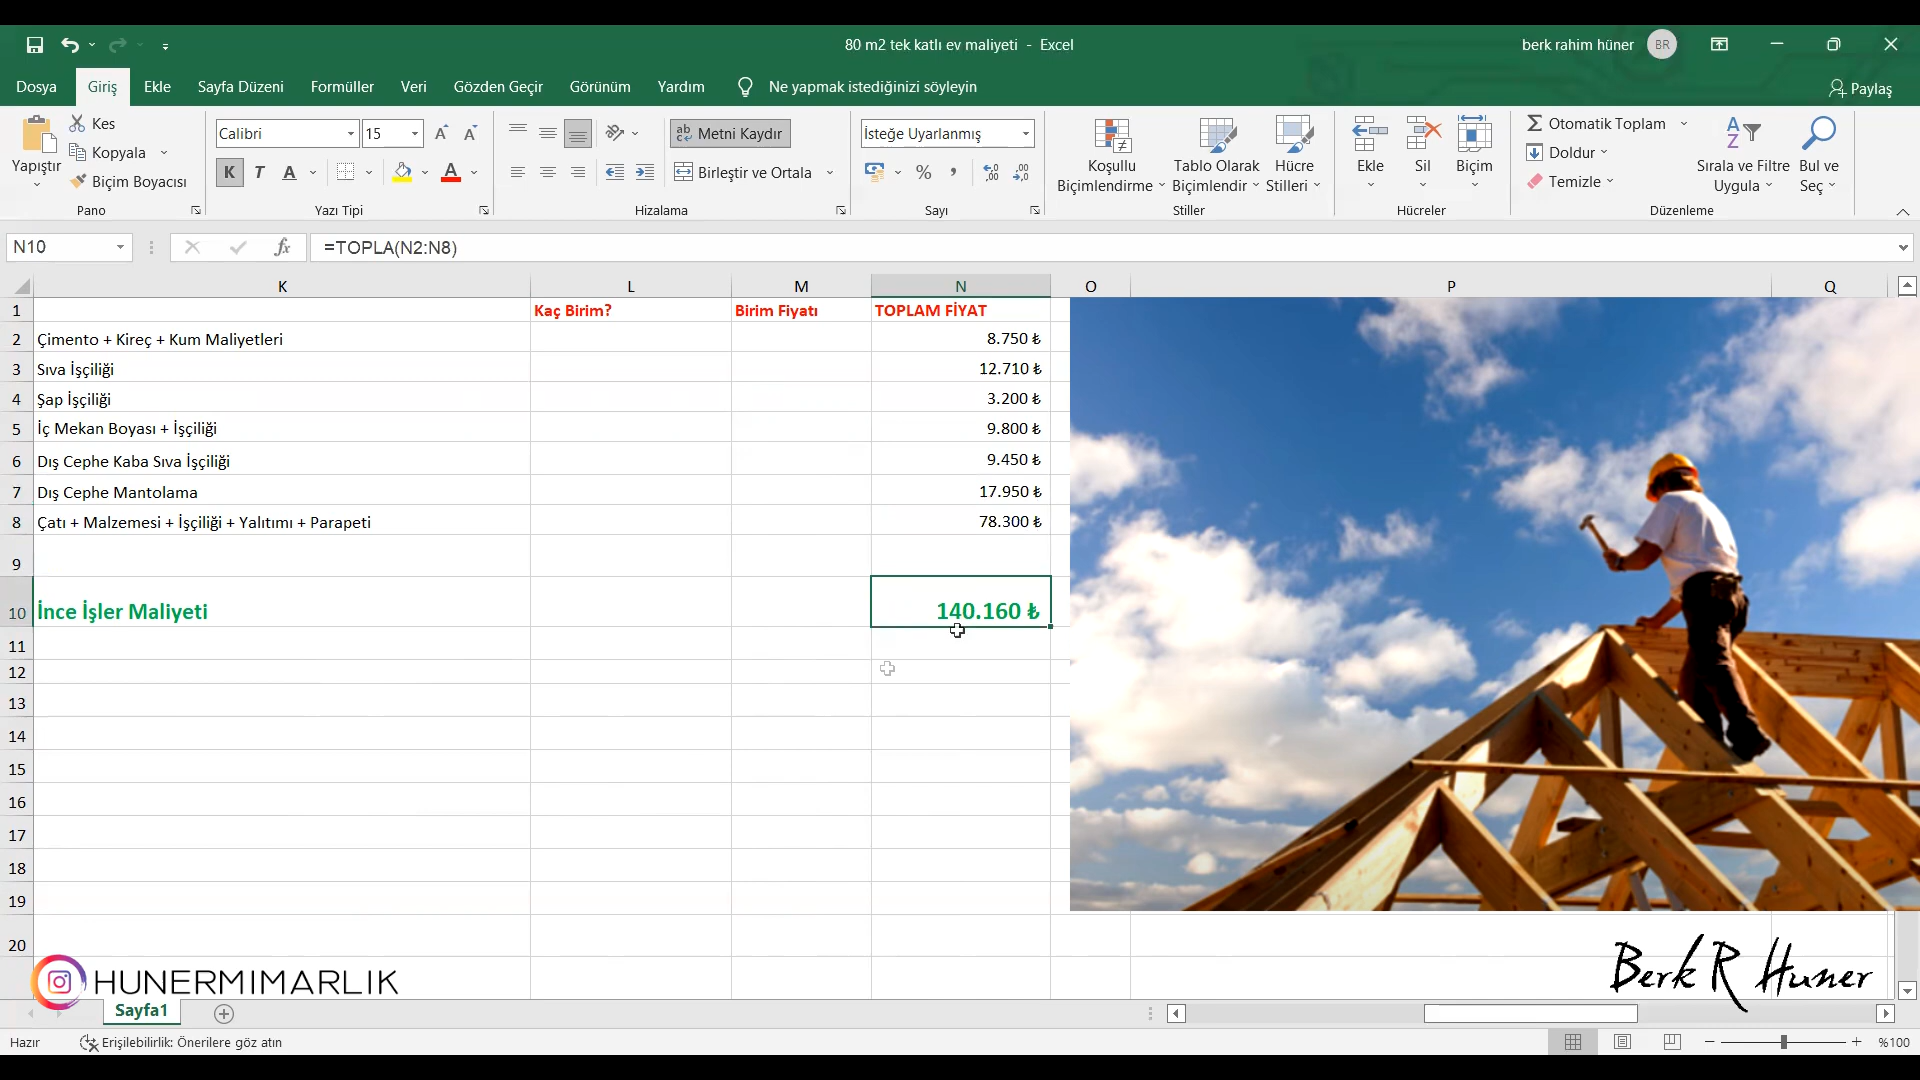 80 m2 tek katlı ev maliyeti - Excel
berk rahim hüner BR
Dosya Giriş Ekle Sayfa Düzeni Formüller Veri Gözden Geçir Görünüm Yardım Ne yapmak istediğinizi söyleyin Paylaş
Yapıştır
Kes
Kopyala
Biçim Boyacısı
Pano
Calibri 15
K T A A
Yazı Tipi
Metni Kaydır
Birleştir ve Ortala
Hizalama
İsteğe Uyarlanmış
%
Sayı
Koşullu Biçimlendirme
Tablo Olarak Biçimlendir
Hücre Stilleri
Stiller
Ekle
Sil
Biçim
Hücreler
Otomatik Toplam
Doldur
Temizle
Sırala ve Filtre Uygula
Bul ve Seç
Düzenleme
N10 fx =TOPLA(N2:N8)
K L M N O P Q
1 Kaç Birim? Birim Fiyatı TOPLAM FİYAT
2 Çimento + Kireç + Kum Maliyetleri 8.750 ₺
3 Sıva İşçiliği 12.710 ₺
4 Şap İşçiliği 3.200 ₺
5 İç Mekan Boyası + İşçiliği 9.800 ₺
6 Dış Cephe Kaba Sıva İşçiliği 9.450 ₺
7 Dış Cephe Mantolama 17.950 ₺
8 Çatı + Malzemesi + İşçiliği + Yalıtımı + Parapeti 78.300 ₺
9
10 İnce İşler Maliyeti 140.160 ₺
11
12
13
14
15
16
17
18
19
20
HUNERMIMARLIK
Berk R Huner
Sayfa1
Hazır Erişilebilirlik: Önerilere göz atın %100